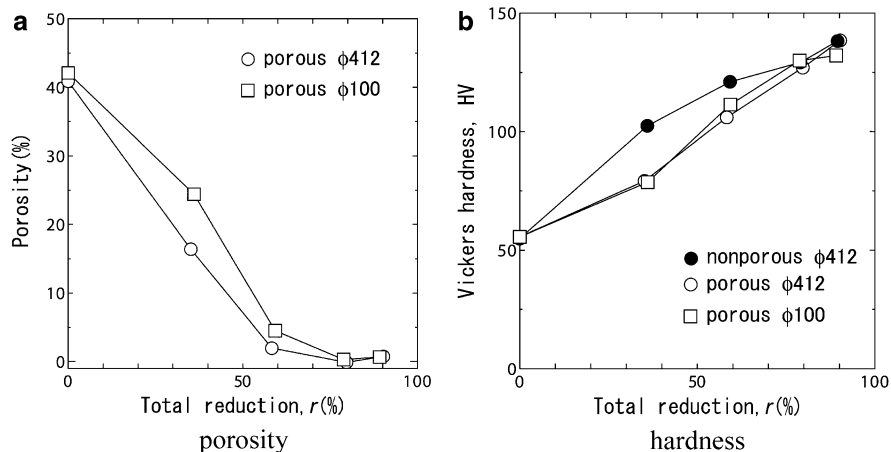 a
50
40
30
20
10
0
Porosity(%)
porous φ412
porous φ100
0
50
100
Total reduction,r(%)
porosity
b
150
100
50
0
Vickers hardness, HV
nonporous φ412
porous φ412
porous φ100
0
50
100
Total reduction,r(%)
hardness